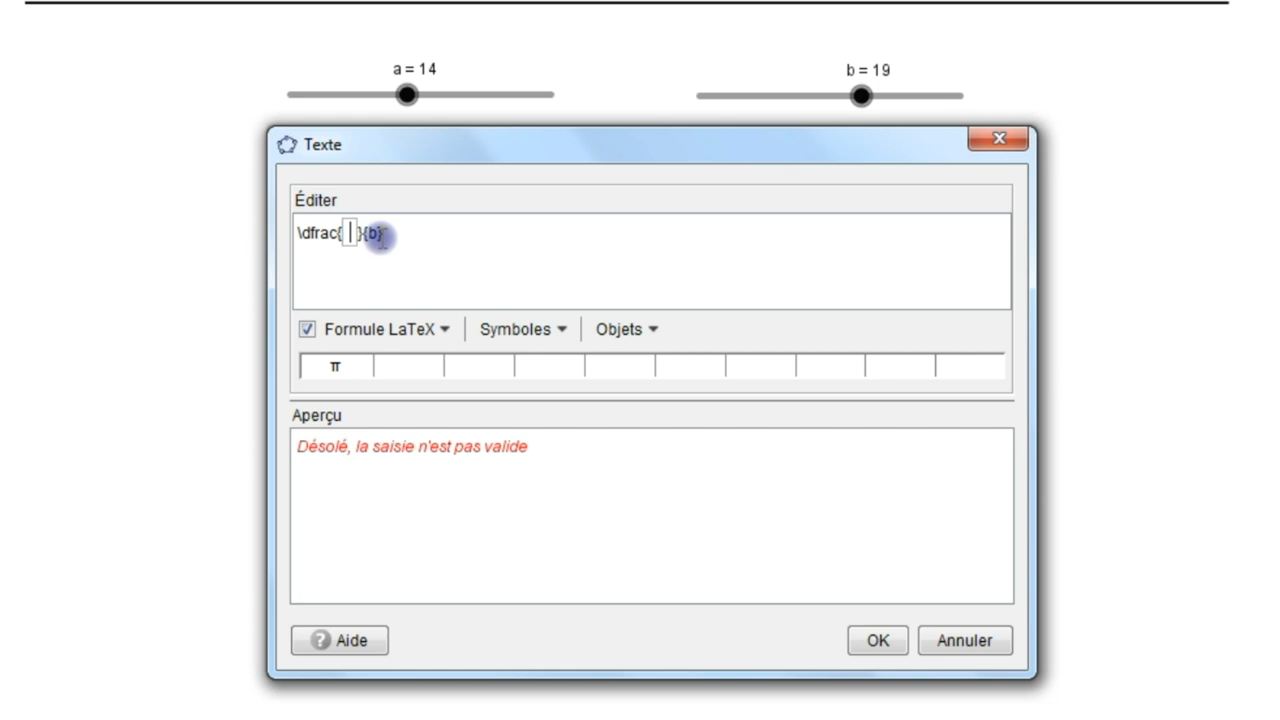 a = 14
b = 19
Texte
Éditer
\dfrac{ }{b}
Formule LaTeX
Symboles
Objets
π
Aperçu
Désolé, la saisie n'est pas valide
Aide
OK
Annuler